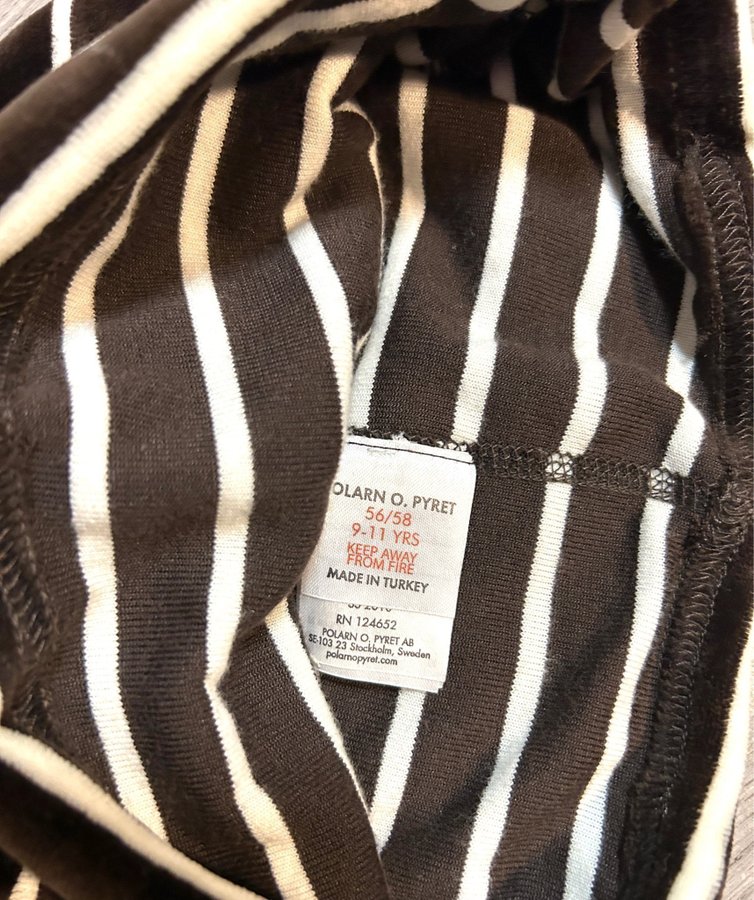 OLARN O. PYRET
56/58
9-11 YRS
KEEP AWAY
FROM FIRE
MADE IN TURKEY
RN 124652
POLARN O. PYRET AB
SE-103 23 Stockholm, Sweden
polarnopyret.com